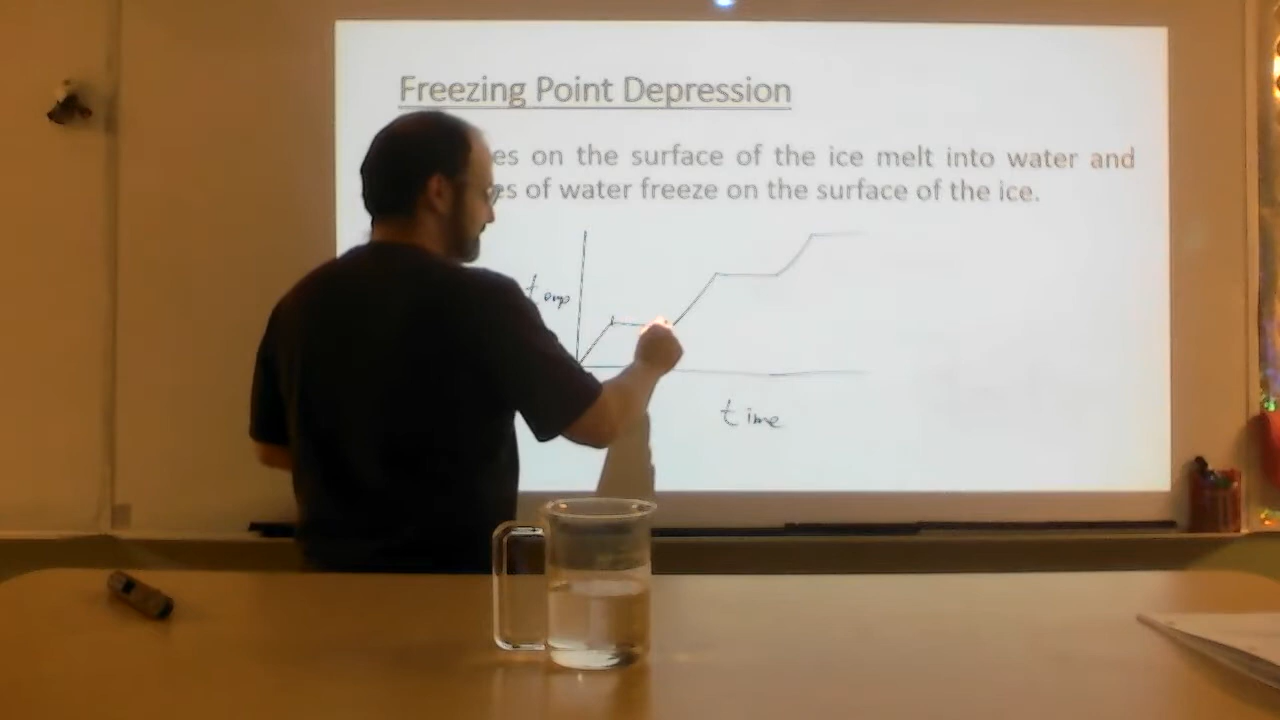 Freezing Point Depression
es on the surface of the ice melt into water and
es of water freeze on the surface of the ice.
temp
time